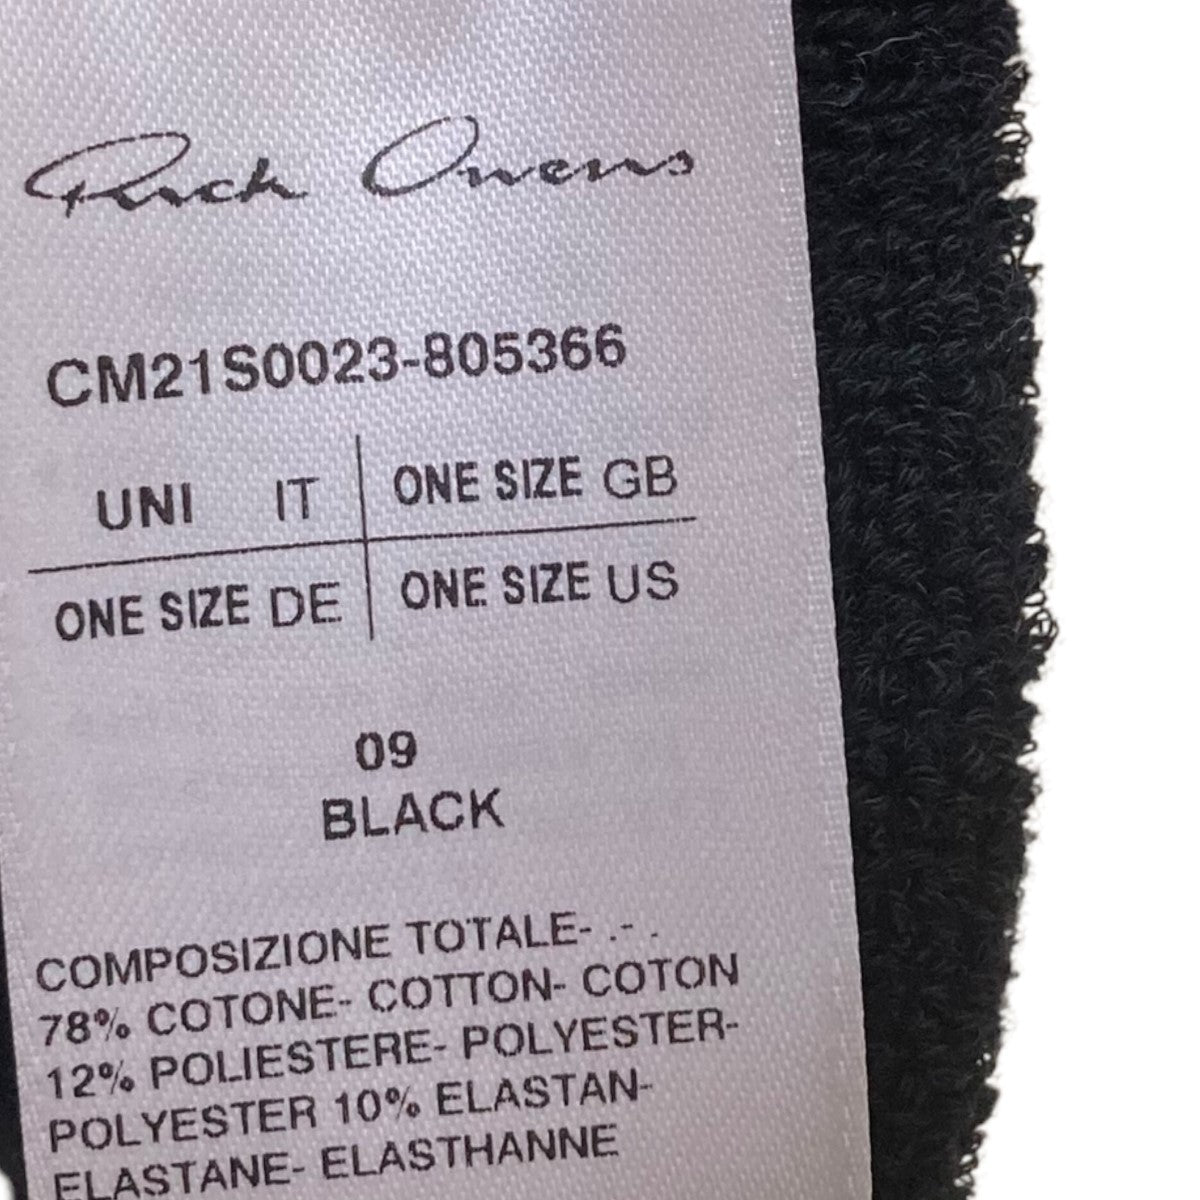 Rick Owens
CM21S0023-805366
UNI IT ONE SIZE GB
ONE SIZE DE ONE SIZE US
09
BLACK
COMPOSIZIONE TOTALE- .- .
78% COTONE- COTTON- COTON
12% POLIESTERE- POLYESTER-
POLYESTER 10% ELASTAN-
ELASTANE- ELASTHANNE